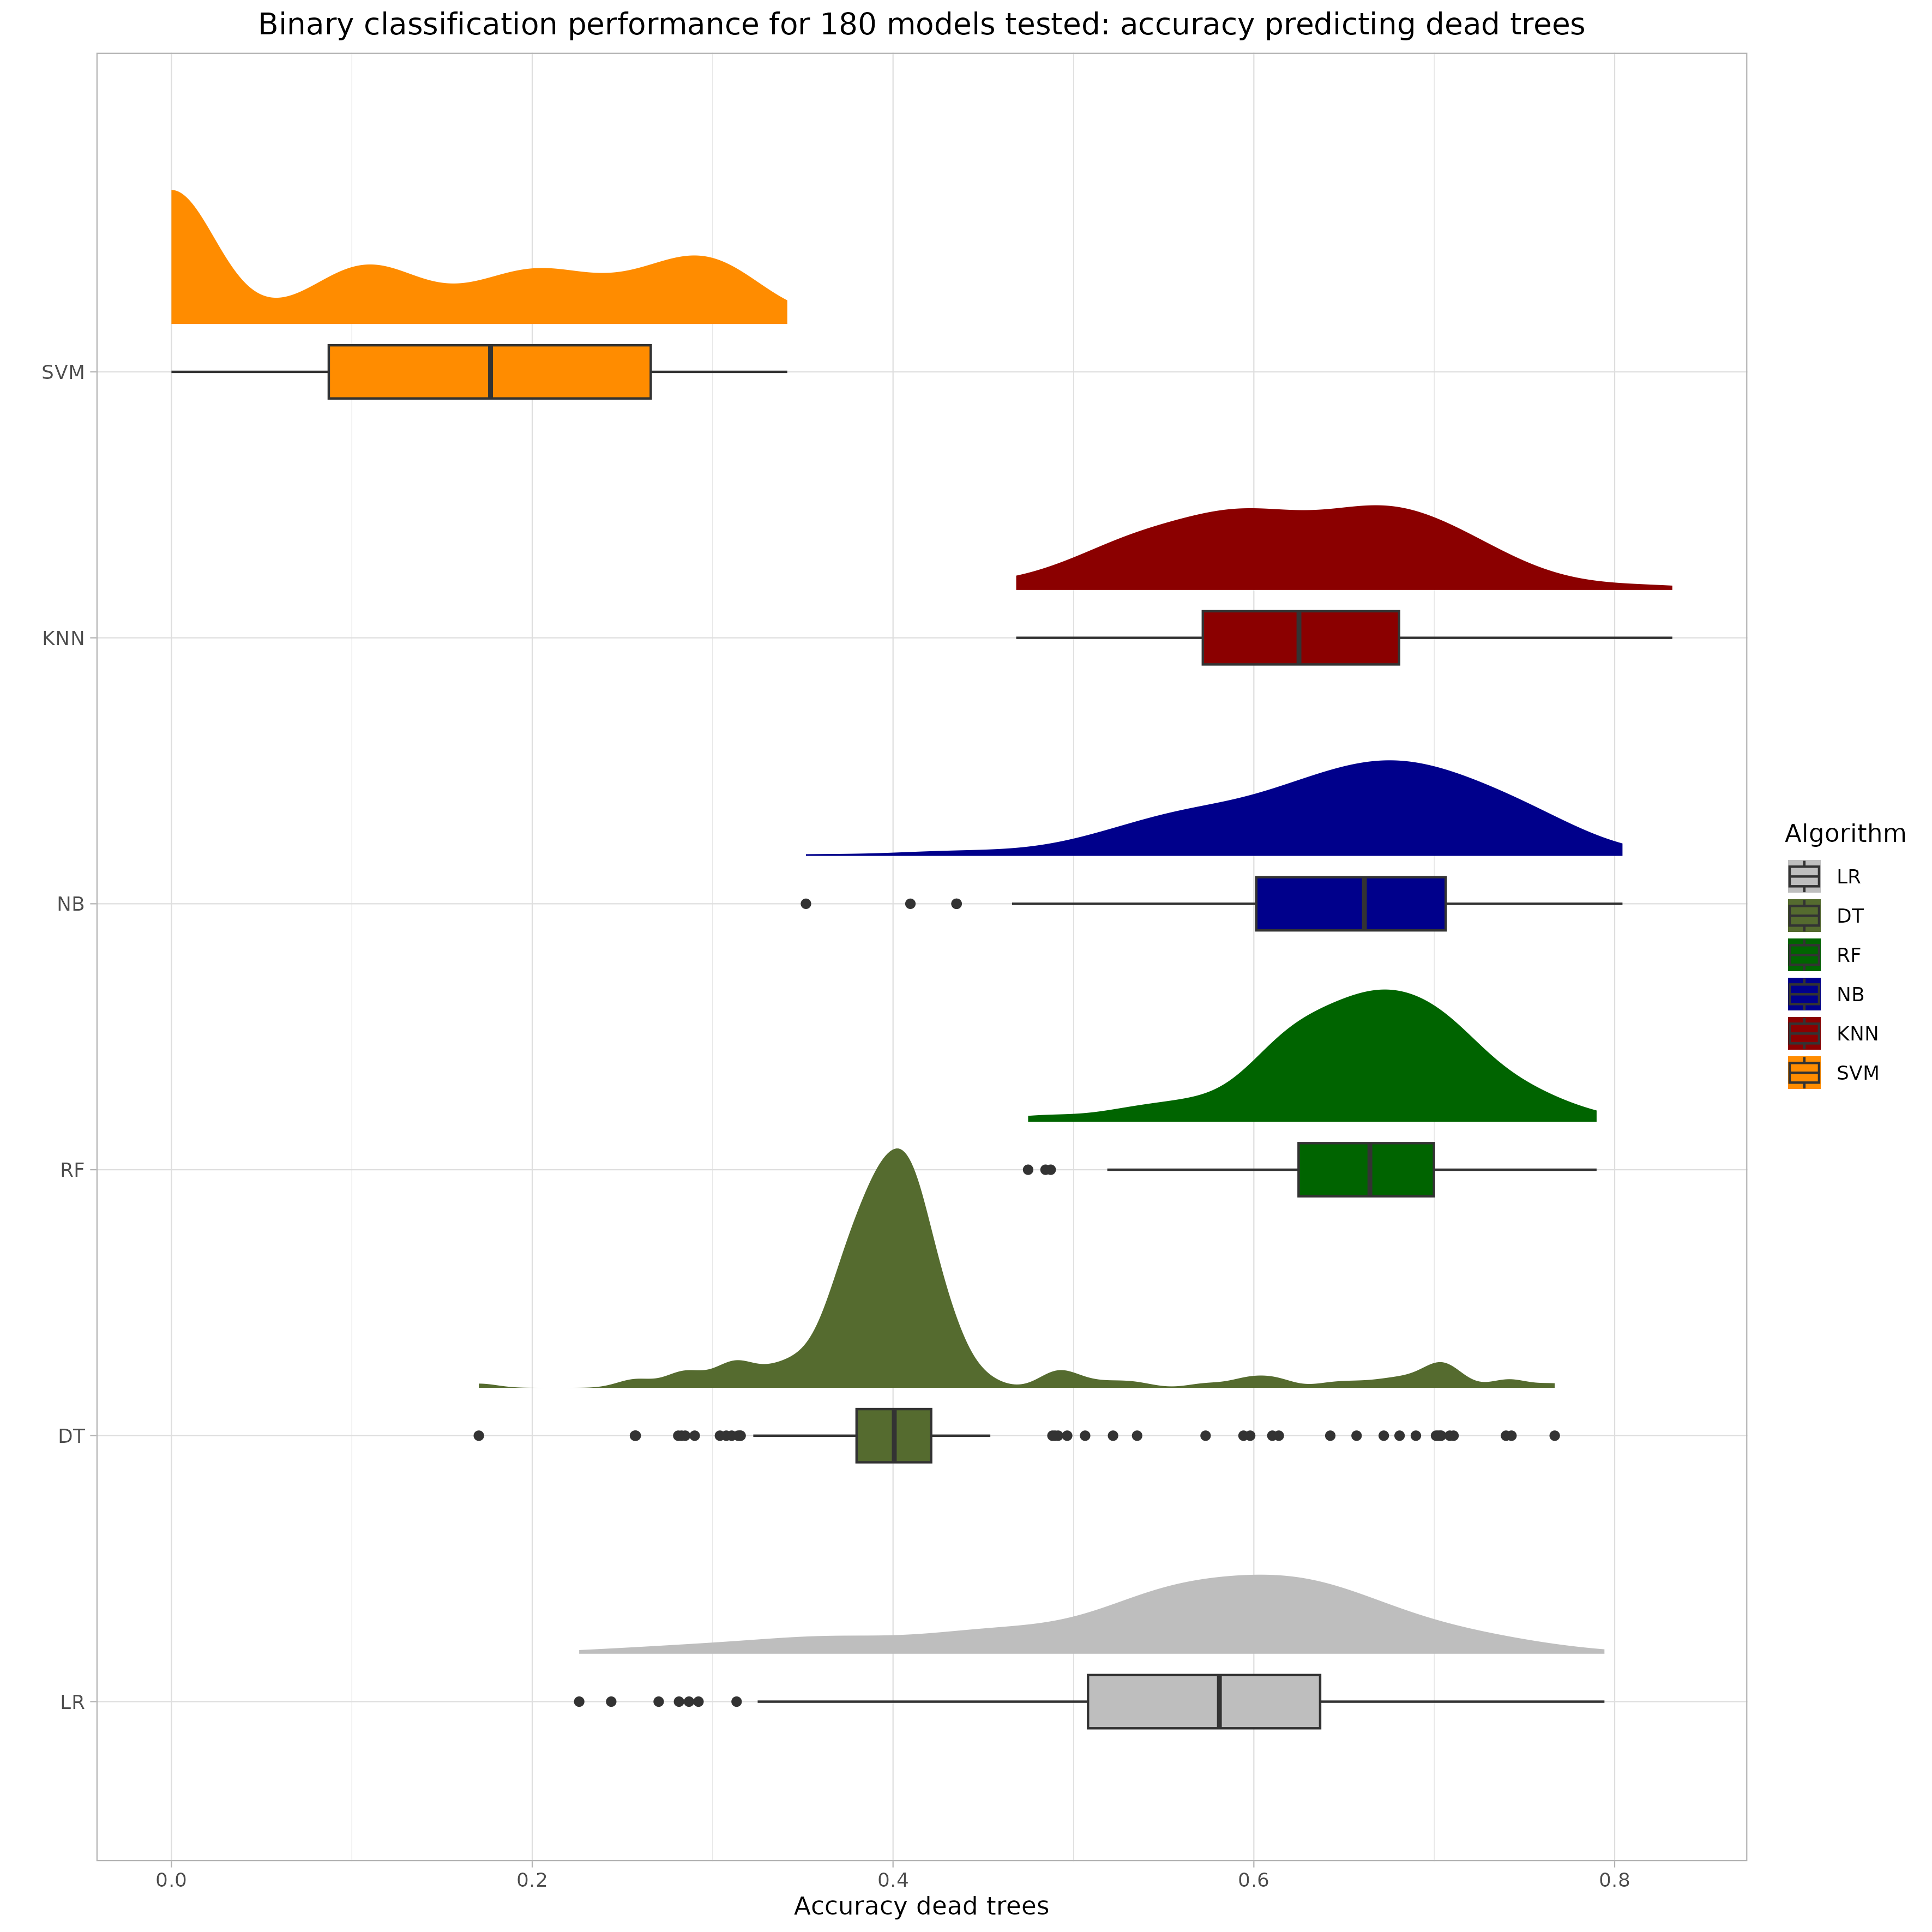 Binary classification performance for 180 models tested: accuracy predicting dead trees
SVM
KNN
NB
RF
DT
LR
0.0
0.2
0.4
0.6
0.8
Accuracy dead trees
Algorithm
LR
DT
RF
NB
KNN
SVM